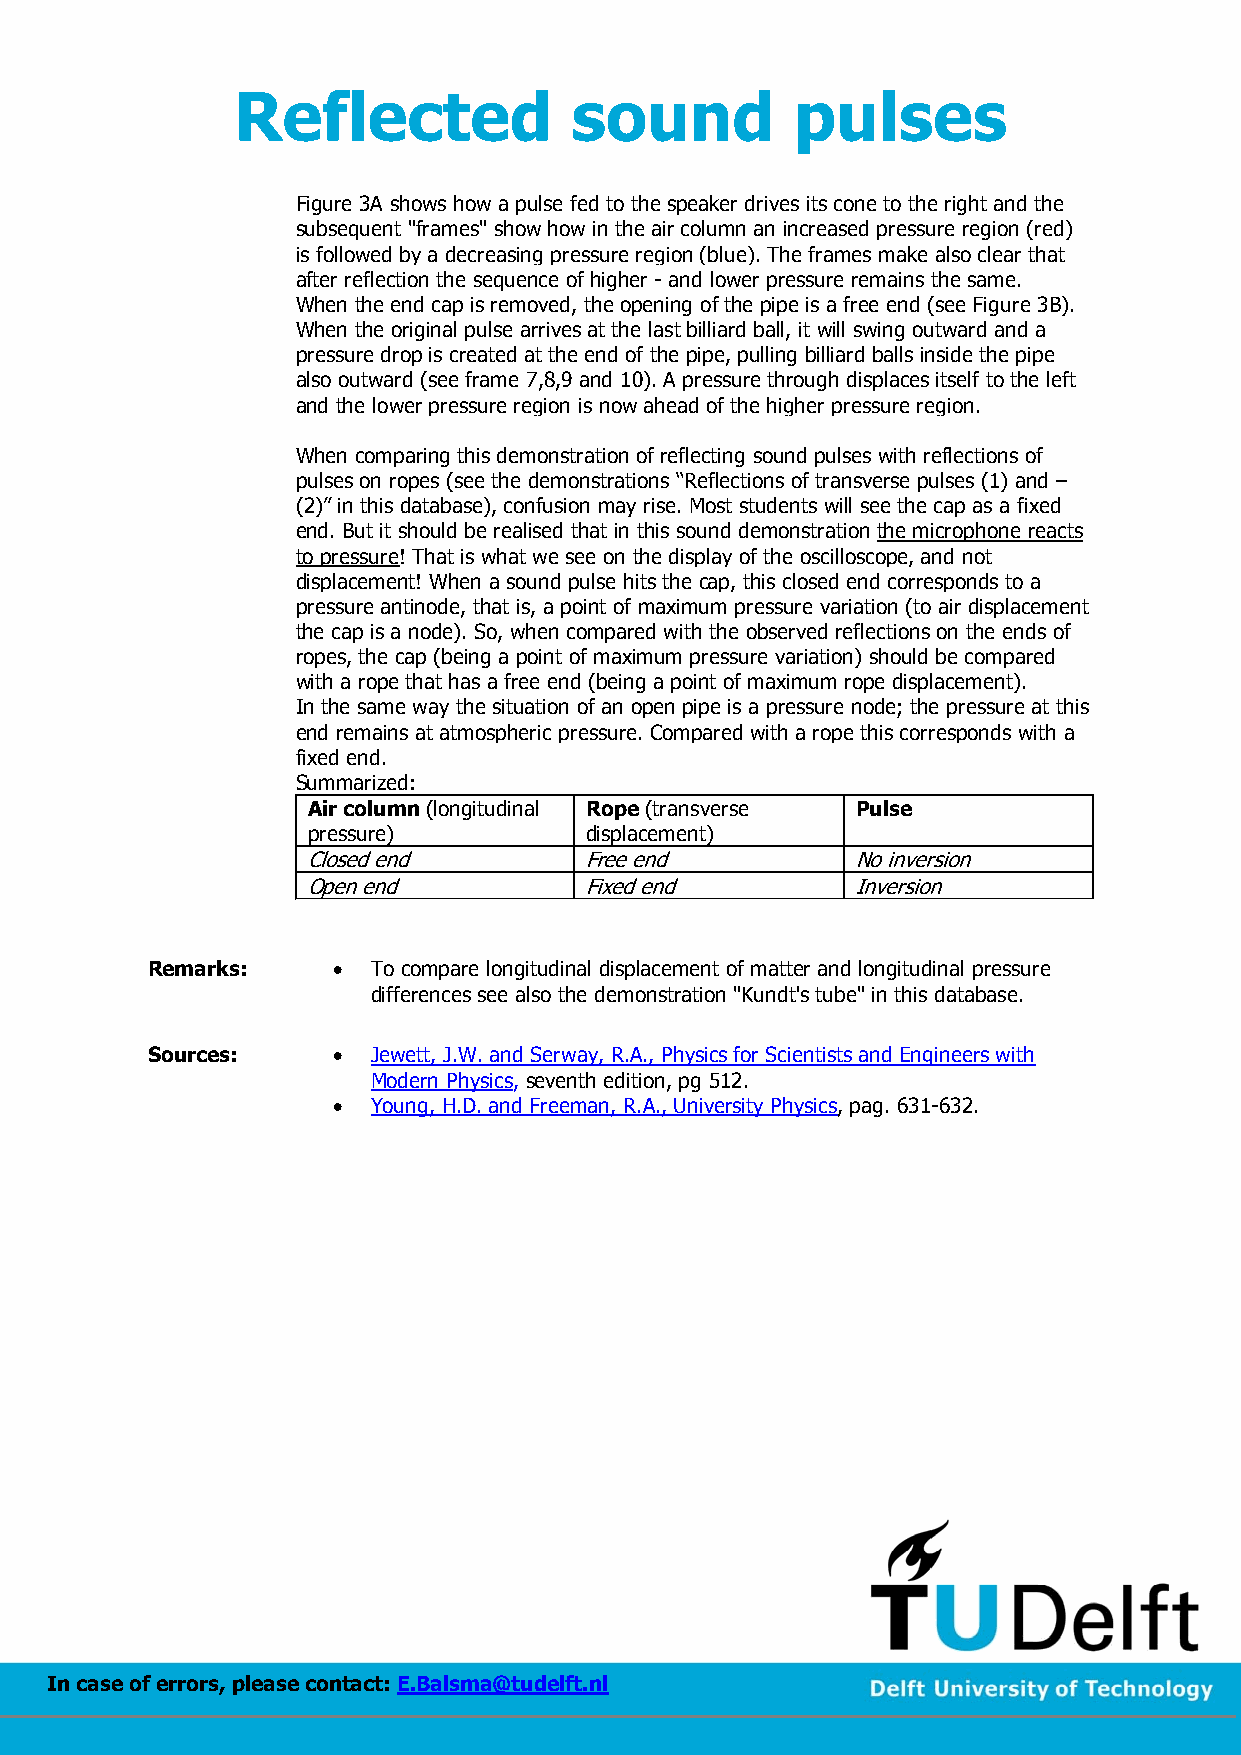 Reflected sound pulses
Figure 3A shows how a pulse fed to the speaker drives its cone to the right and the
subsequent "frames" show how in the air column an increased pressure region (red)
is followed by a decreasing pressure region (blue). The frames make also clear that
after reflection the sequence of higher - and lower pressure remains the same.
When the end cap is removed, the opening of the pipe is a free end (see Figure 3B).
When the original pulse arrives at the last billiard ball, it will swing outward and a
pressure drop is created at the end of the pipe, pulling billiard balls inside the pipe
also outward (see frame 7,8,9 and 10). A pressure through displaces itself to the left
and the lower pressure region is now ahead of the higher pressure region.
When comparing this demonstration of reflecting sound pulses with reflections of
pulses on ropes (see the demonstrations “Reflections of transverse pulses (1) and –
(2)” in this database), confusion may rise. Most students will see the cap as a fixed
end. But it should be realised that in this sound demonstration the microphone reacts
to pressure! That is what we see on the display of the oscilloscope, and not
displacement! When a sound pulse hits the cap, this closed end corresponds to a
pressure antinode, that is, a point of maximum pressure variation (to air displacement
the cap is a node). So, when compared with the observed reflections on the ends of
ropes, the cap (being a point of maximum pressure variation) should be compared
with a rope that has a free end (being a point of maximum rope displacement).
In the same way the situation of an open pipe is a pressure node; the pressure at this
end remains at atmospheric pressure. Compared with a rope this corresponds with a
fixed end.
Summarized:
Air column (longitudinal pressure) Rope (transverse displacement) Pulse
Closed end Free end No inversion
Open end Fixed end Inversion
Remarks: • To compare longitudinal displacement of matter and longitudinal pressure
differences see also the demonstration "Kundt's tube" in this database.
Sources: • Jewett, J.W. and Serway, R.A., Physics for Scientists and Engineers with
Modern Physics, seventh edition, pg 512.
• Young, H.D. and Freeman, R.A., University Physics, pag. 631-632.
TUDelft
In case of errors, please contact: E.Balsma@tudelft.nl
Delft University of Technology